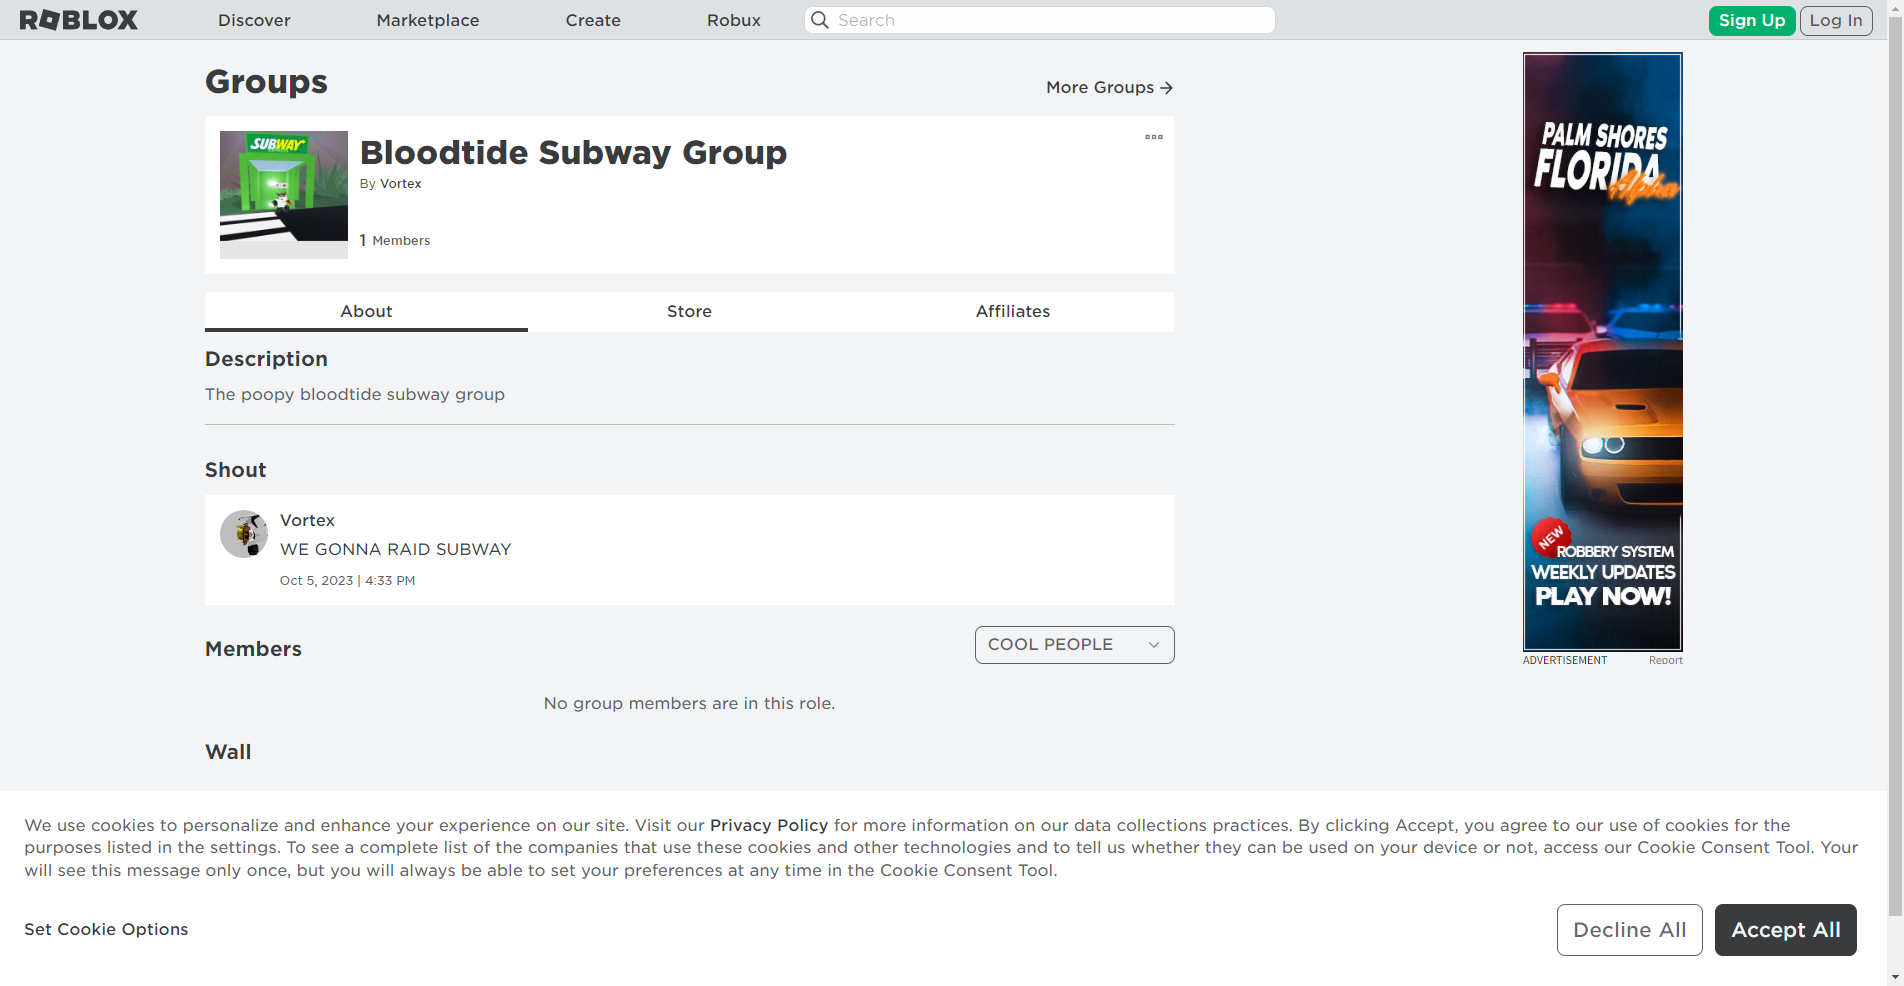 ROBLOX
Discover
Marketplace
Create
Robux
Search
Sign Up
Log In
Groups
More Groups
SUBWAY
Bloodtide Subway Group
By Vortex
1 Members
About
Store
Affiliates
Description
The poopy bloodtide subway group
Shout
Vortex
WE GONNA RAID SUBWAY
Oct 5, 2023 | 4:33 PM
Members
COOL PEOPLE
No group members are in this role.
Wall
PALM SHORES
FLORIDA
Alpha
NEW
ROBBERY SYSTEM
WEEKLY UPDATES
PLAY NOW!
ADVERTISEMENT
Report
We use cookies to personalize and enhance your experience on our site. Visit our Privacy Policy for more information on our data collections practices. By clicking Accept, you agree to our use of cookies for the
purposes listed in the settings. To see a complete list of the companies that use these cookies and other technologies and to tell us whether they can be used on your device or not, access our Cookie Consent Tool. Your
will see this message only once, but you will always be able to set your preferences at any time in the Cookie Consent Tool.
Set Cookie Options
Decline All
Accept All